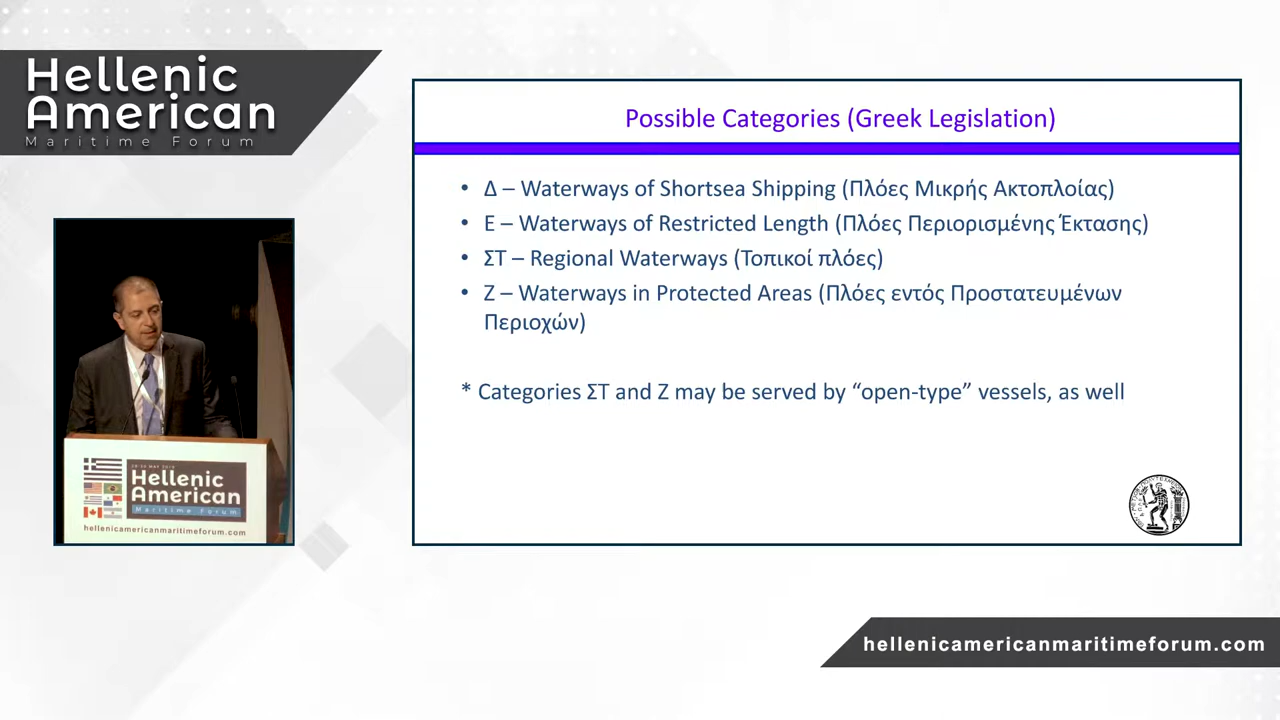 Hellenic
American
Maritime Forum
Possible Categories (Greek Legislation)
• Δ – Waterways of Shortsea Shipping (Πλόες Μικρής Ακτοπλοίας)
• Ε – Waterways of Restricted Length (Πλόες Περιορισμένης Έκτασης)
• ΣΤ – Regional Waterways (Τοπικοί πλόες)
• Ζ – Waterways in Protected Areas (Πλόες εντός Προστατευμένων
Περιοχών)
* Categories ΣΤ and Ζ may be served by “open-type” vessels, as well
Hellenic
American
Maritime Forum
hellenicamericanmaritimeforum.com
hellenicamericanmaritimeforum.com